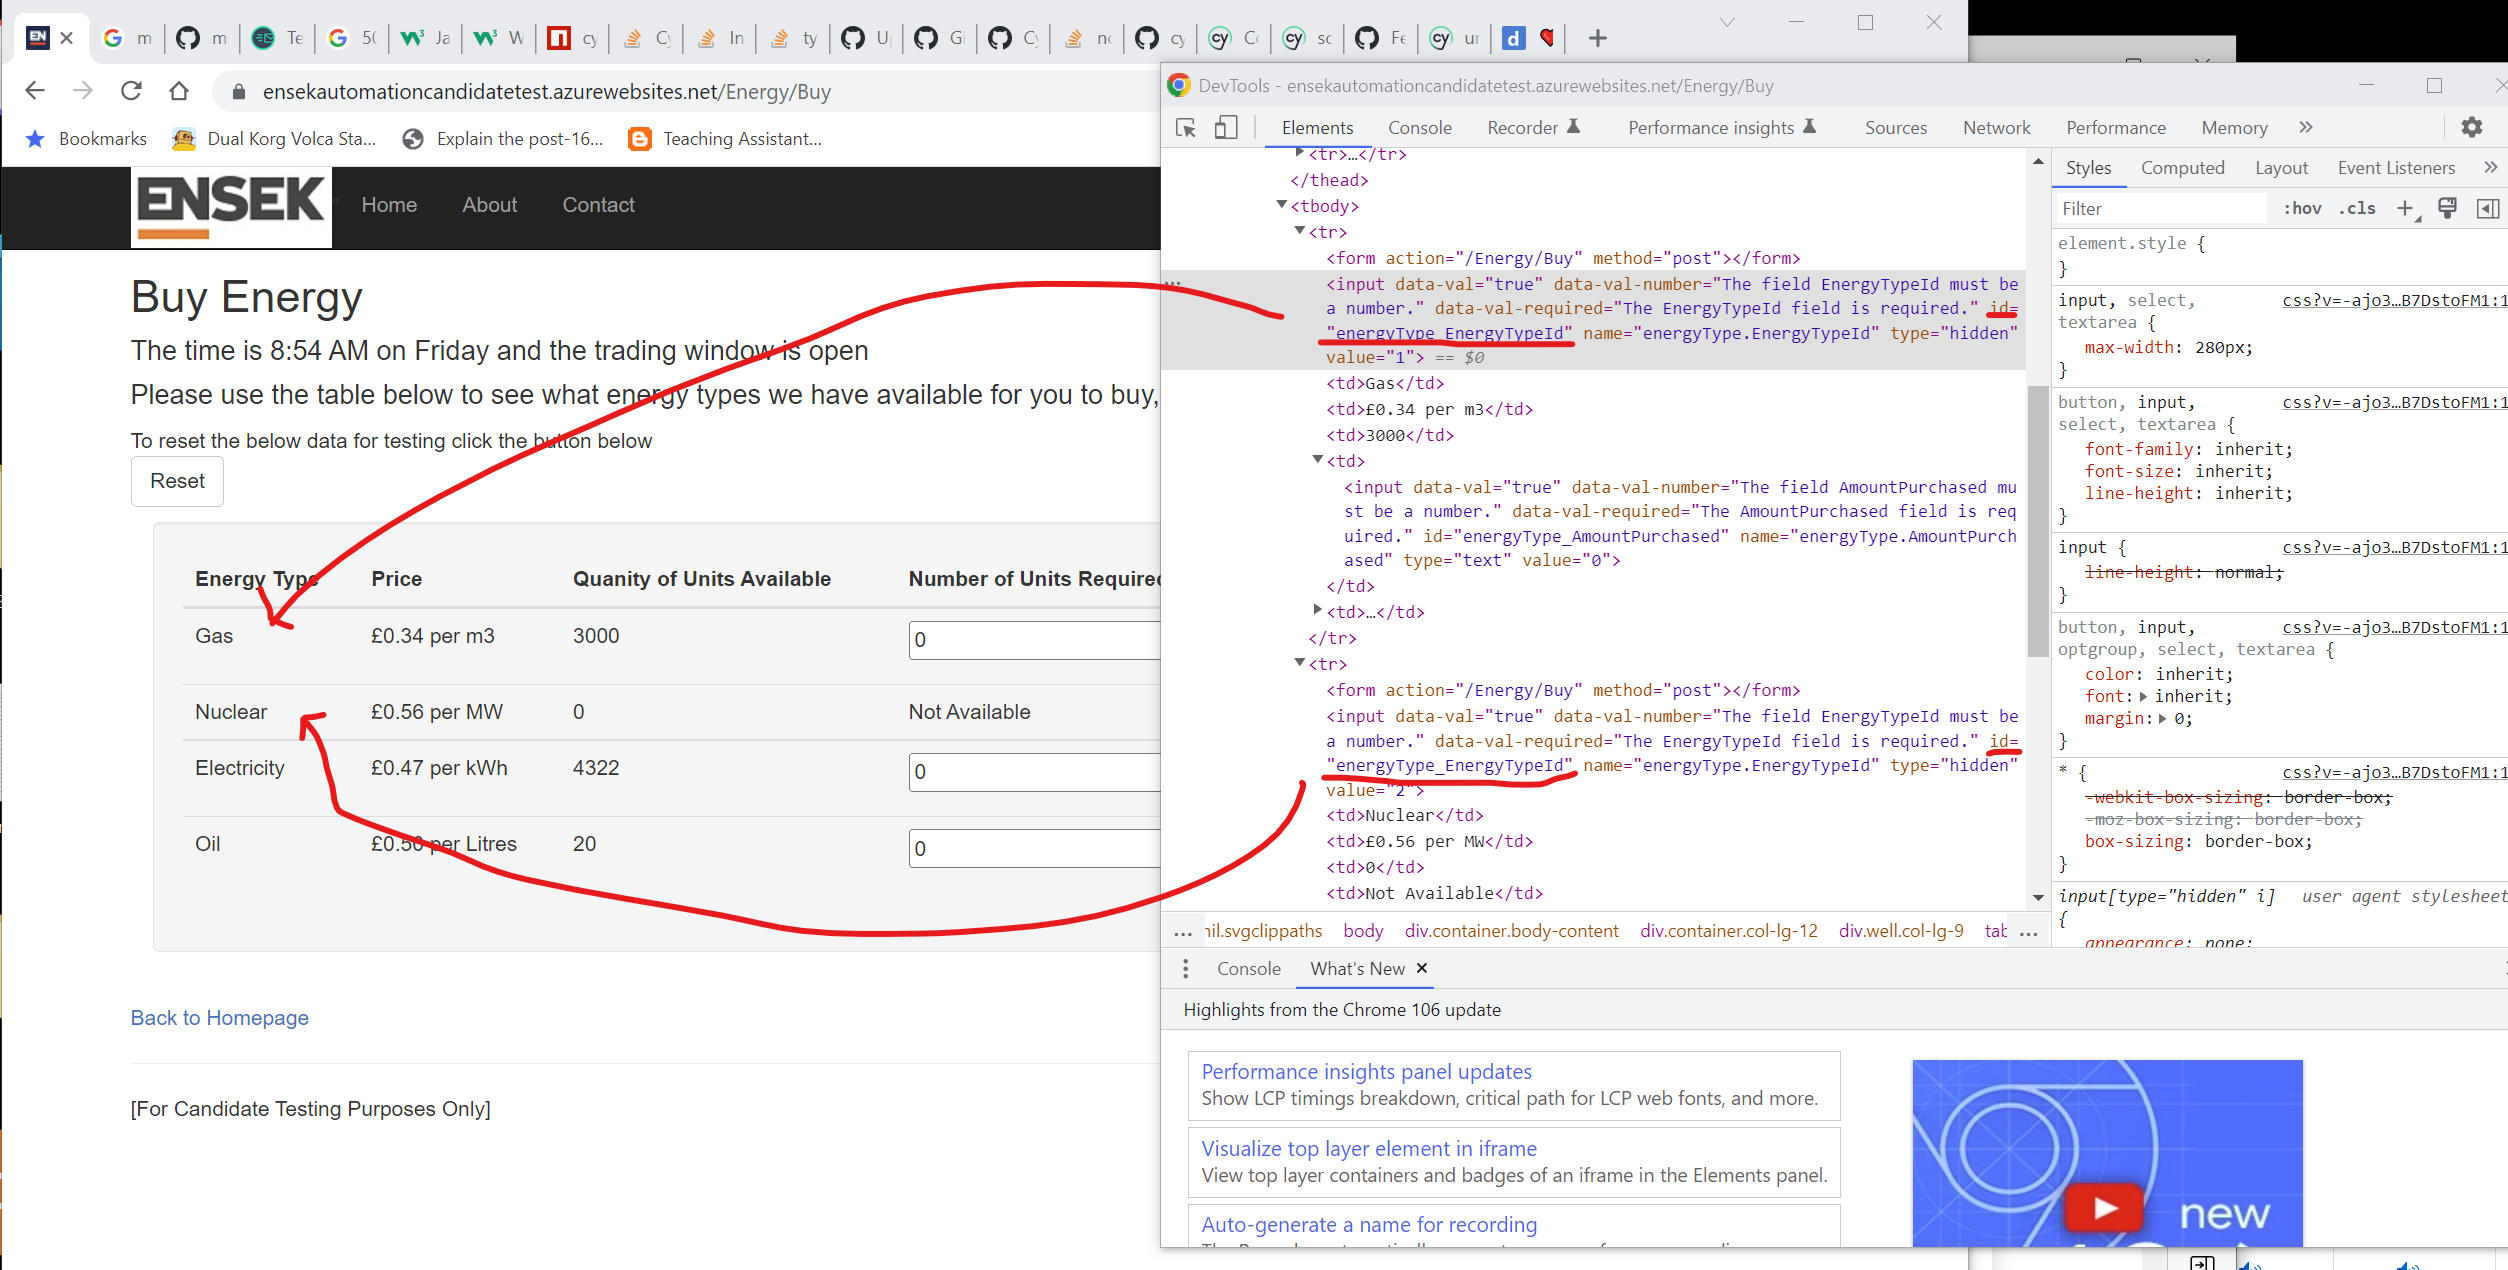 EN
m
m
Te
5(
Ja
W
cy
C
In
ty
U
Gi
Cy
no
cy
Co
sc
Fe
ur
ensekautomationcandidatetest.azurewebsites.net/Energy/Buy
Bookmarks
Dual Korg Volca Sta...
Explain the post-16...
Teaching Assistant...
ENSEK
Home
About
Contact
Buy Energy
The time is 8:54 AM on Friday and the trading window is open
Please use the table below to see what energy types we have available for you to buy,
To reset the below data for testing click the button below
Reset
Energy Type Price Quanity of Units Available Number of Units Required
Gas £0.34 per m3 3000 0
Nuclear £0.56 per MW 0 Not Available
Electricity £0.47 per kWh 4322 0
Oil £0.50 per Litres 20 0
Back to Homepage
[For Candidate Testing Purposes Only]
DevTools - ensekautomationcandidatetest.azurewebsites.net/Energy/Buy
Elements Console Recorder Performance insights Sources Network Performance Memory »
<tr>…</tr>
</thead>
<tbody>
<tr>
<form action="/Energy/Buy" method="post"></form>
<input data-val="true" data-val-number="The field EnergyTypeId must be
a number." data-val-required="The EnergyTypeId field is required." id=
"energyType_EnergyTypeId" name="energyType.EnergyTypeId" type="hidden"
value="1"> == $0
<td>Gas</td>
<td>£0.34 per m3</td>
<td>3000</td>
<td>
<input data-val="true" data-val-number="The field AmountPurchased mu
st be a number." data-val-required="The AmountPurchased field is req
uired." id="energyType_AmountPurchased" name="energyType.AmountPurch
ased" type="text" value="0">
</td>
<td>…</td>
</tr>
<tr>
<form action="/Energy/Buy" method="post"></form>
<input data-val="true" data-val-number="The field EnergyTypeId must be
a number." data-val-required="The EnergyTypeId field is required." id=
"energyType_EnergyTypeId" name="energyType.EnergyTypeId" type="hidden"
value="2">
<td>Nuclear</td>
<td>£0.56 per MW</td>
<td>0</td>
<td>Not Available</td>
... nil.svgclippaths body div.container.body-content div.container.col-lg-12 div.well.col-lg-9 tab ...
Styles Computed Layout Event Listeners »
Filter :hov .cls +
element.style {
}
input, select, css?v=-ajo3…B7DstoFM1:1
textarea {
max-width: 280px;
}
button, input, css?v=-ajo3…B7DstoFM1:1
select, textarea {
font-family: inherit;
font-size: inherit;
line-height: inherit;
}
input { css?v=-ajo3…B7DstoFM1:1
line-height: normal;
}
button, input, css?v=-ajo3…B7DstoFM1:1
optgroup, select, textarea {
color: inherit;
font: inherit;
margin: 0;
}
* { css?v=-ajo3…B7DstoFM1:1
-webkit-box-sizing: border-box;
-moz-box-sizing: border-box;
box-sizing: border-box;
}
input[type="hidden" i] user agent stylesheet
{
appearance: none;
Console What's New
Highlights from the Chrome 106 update
Performance insights panel updates
Show LCP timings breakdown, critical path for LCP web fonts, and more.
Visualize top layer element in iframe
View top layer containers and badges of an iframe in the Elements panel.
Auto-generate a name for recording
new